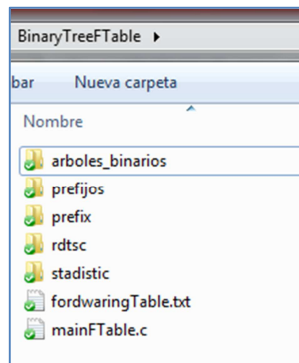 BinaryTreeFTable
bar Nueva carpeta
Nombre
arboles_binarios
prefijos
prefix
rdtsc
stadistic
fordwaringTable.txt
mainFTable.c